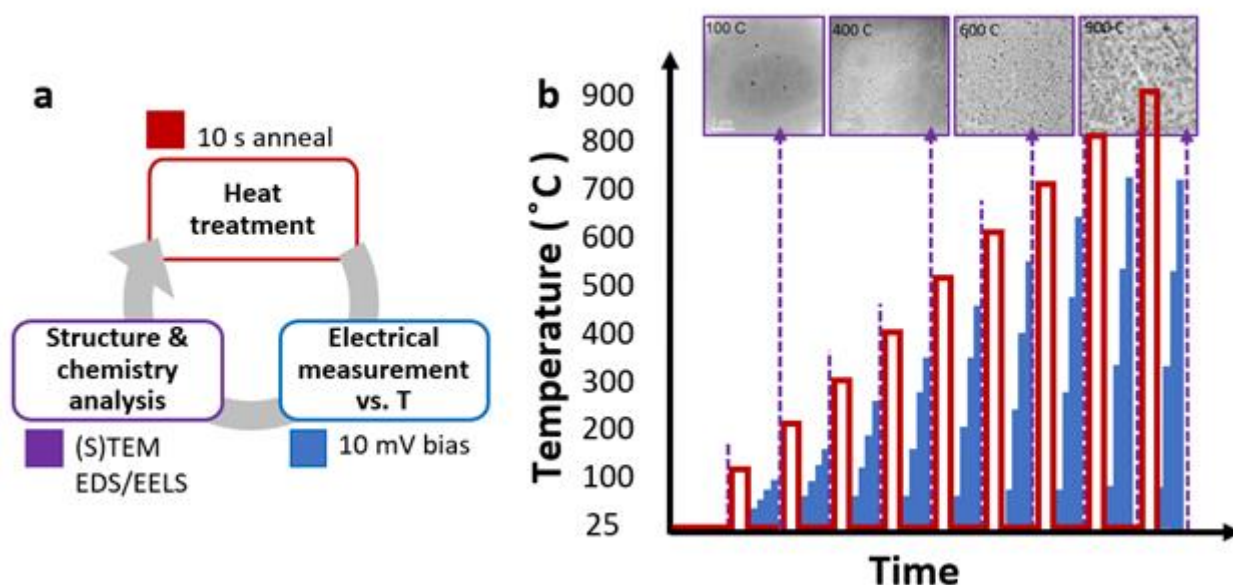 a
10 s anneal
Heat
treatment
Structure &
chemistry
analysis
Electrical
measurement
vs. T
(S)TEM
EDS/EELS
10 mV bias
b
100 C
400 C
600 C
900 C
Temperature (˚C)
900
800
700
600
500
400
300
200
100
25
Time